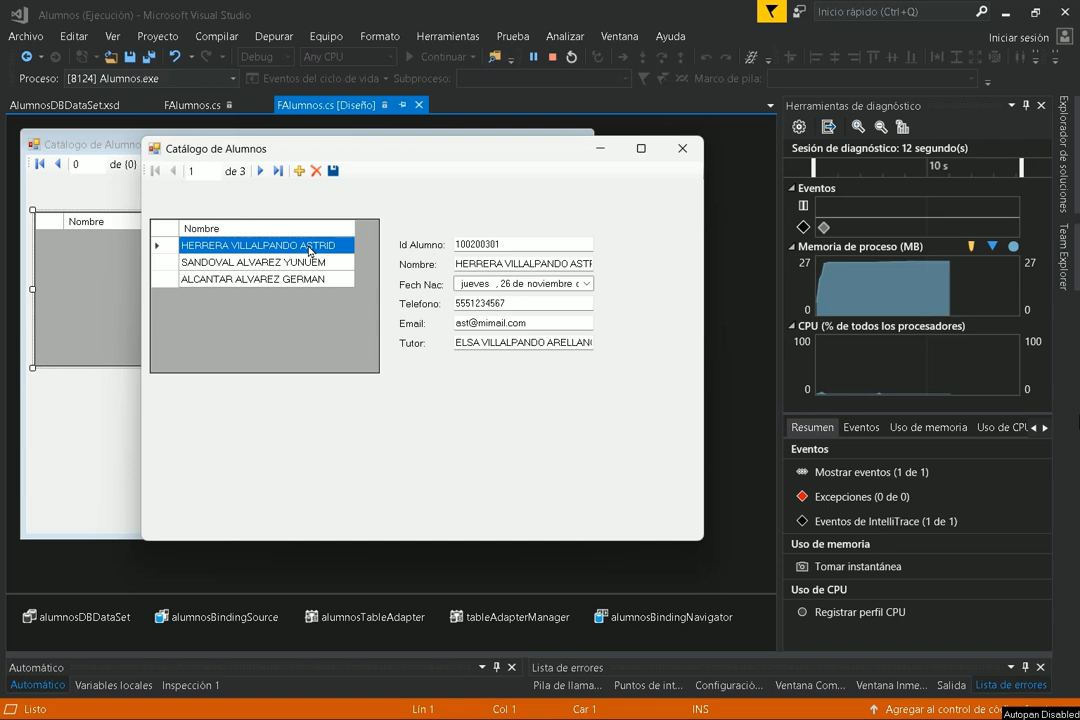 Alumnos (Ejecución) - Microsoft Visual Studio
Inicio rápido (Ctrl+Q)
Archivo Editar Ver Proyecto Compilar Depurar Equipo Formato Herramientas Prueba Analizar Ventana Ayuda
Iniciar sesión
Debug Any CPU Continuar
Proceso: [8124] Alumnos.exe Eventos del ciclo de vida Subproceso: Marco de pila:
AlumnosDBDataSet.xsd FAlumnos.cs FAlumnos.cs [Diseño]
Catálogo de Alumno
0 de {0}
Nombre
Catálogo de Alumnos
1 de 3
Nombre
HERRERA VILLALPANDO ASTRID
SANDOVAL ALVAREZ YUNUEM
ALCANTAR ALVAREZ GERMAN
Id Alumno: 100200301
Nombre: HERRERA VILLALPANDO ASTR
Fech Nac: jueves , 26 de noviembre d
Telefono: 5551234567
Email: ast@mimail.com
Tutor: ELSA VILLALPANDO ARELLANO
Herramientas de diagnóstico
Sesión de diagnóstico: 12 segundo(s)
10 s
Eventos
Memoria de proceso (MB)
27 27
0 0
CPU (% de todos los procesadores)
100 100
0 0
Resumen Eventos Uso de memoria Uso de CPU
Eventos
Mostrar eventos (1 de 1)
Excepciones (0 de 0)
Eventos de IntelliTrace (1 de 1)
Uso de memoria
Tomar instantánea
Uso de CPU
Registrar perfil CPU
Explorador de soluciones
Team Explorer
alumnosDBDataSet alumnosBindingSource alumnosTableAdapter tableAdapterManager alumnosBindingNavigator
Automático
Automático Variables locales Inspección 1
Lista de errores
Pila de llama... Puntos de int... Configuració... Ventana Com... Ventana Inme... Salida Lista de errores
Listo Lín 1 Col 1 Car 1 INS Agregar al control de có
Autopan Disabled